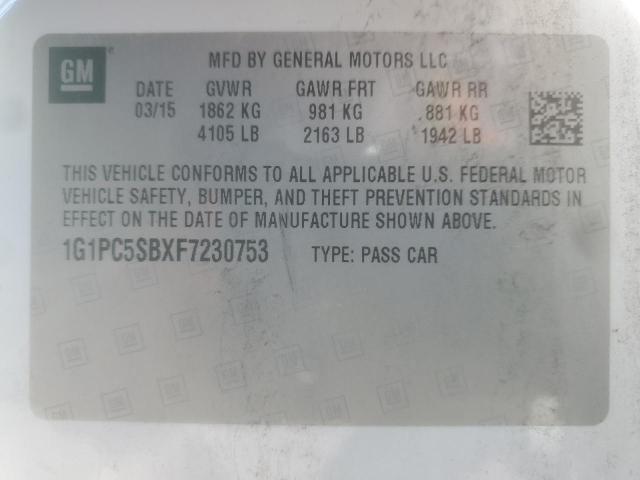 GM
MFD BY GENERAL MOTORS LLC
DATE GVWR GAWR FRT GAWR RR
03/15 1862 KG 981 KG 881 KG
4105 LB 2163 LB 1942 LB
THIS VEHICLE CONFORMS TO ALL APPLICABLE U.S. FEDERAL MOTOR
VEHICLE SAFETY, BUMPER, AND THEFT PREVENTION STANDARDS IN
EFFECT ON THE DATE OF MANUFACTURE SHOWN ABOVE.
1G1PC5SBXF7230753 TYPE: PASS CAR